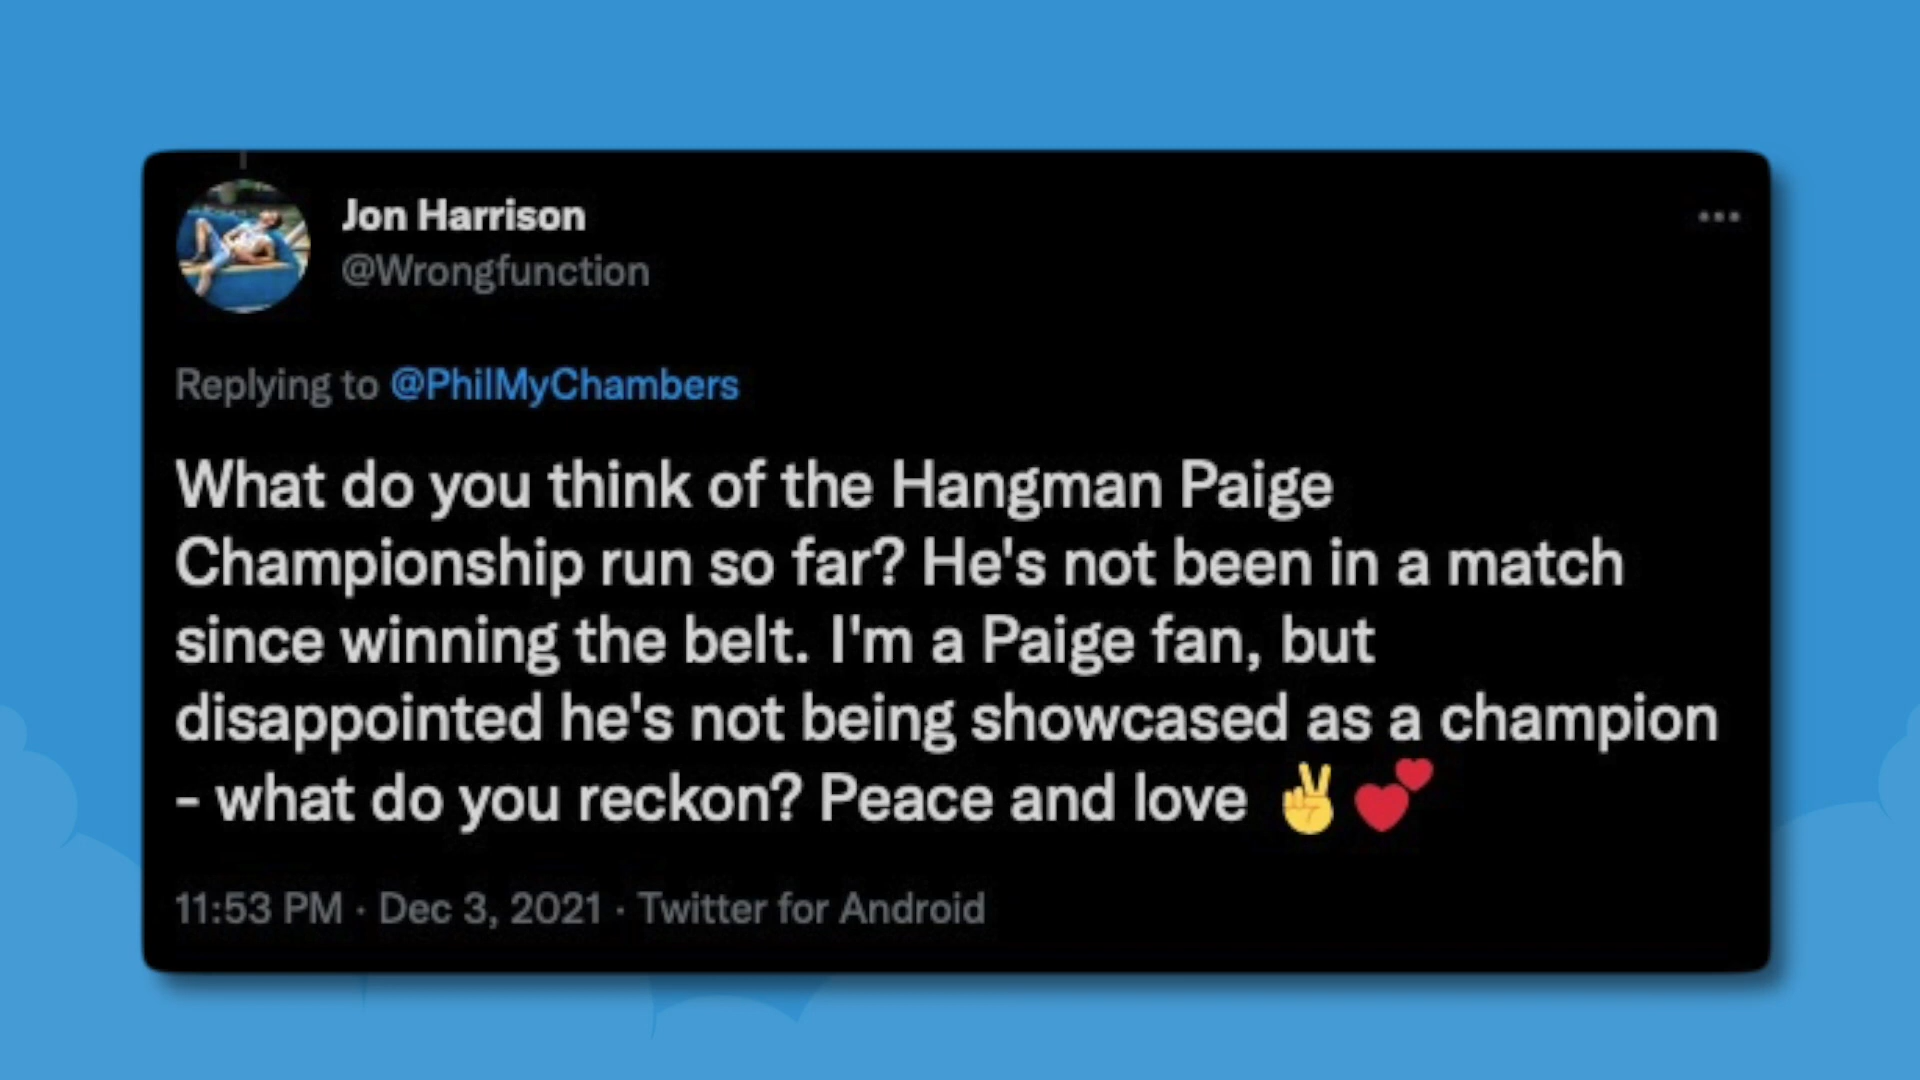 Jon Harrison
@Wrongfunction
Replying to @PhilMyChambers
What do you think of the Hangman Paige
Championship run so far? He's not been in a match
since winning the belt. I'm a Paige fan, but
disappointed he's not being showcased as a champion
- what do you reckon? Peace and love ✌️💕
11:53 PM · Dec 3, 2021 · Twitter for Android